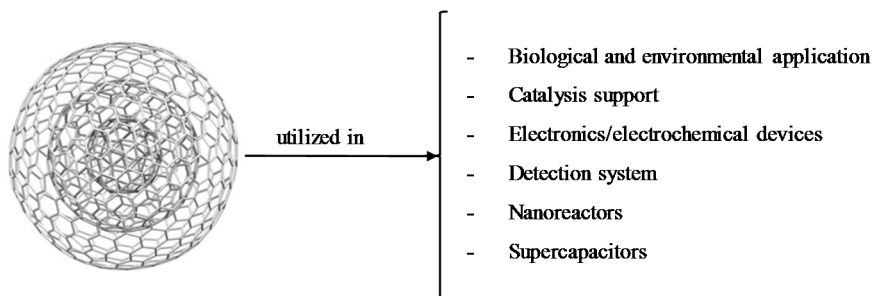 utilized in
- Biological and environmental application
- Catalysis support
- Electronics/electrochemical devices
- Detection system
- Nanoreactors
- Supercapacitors